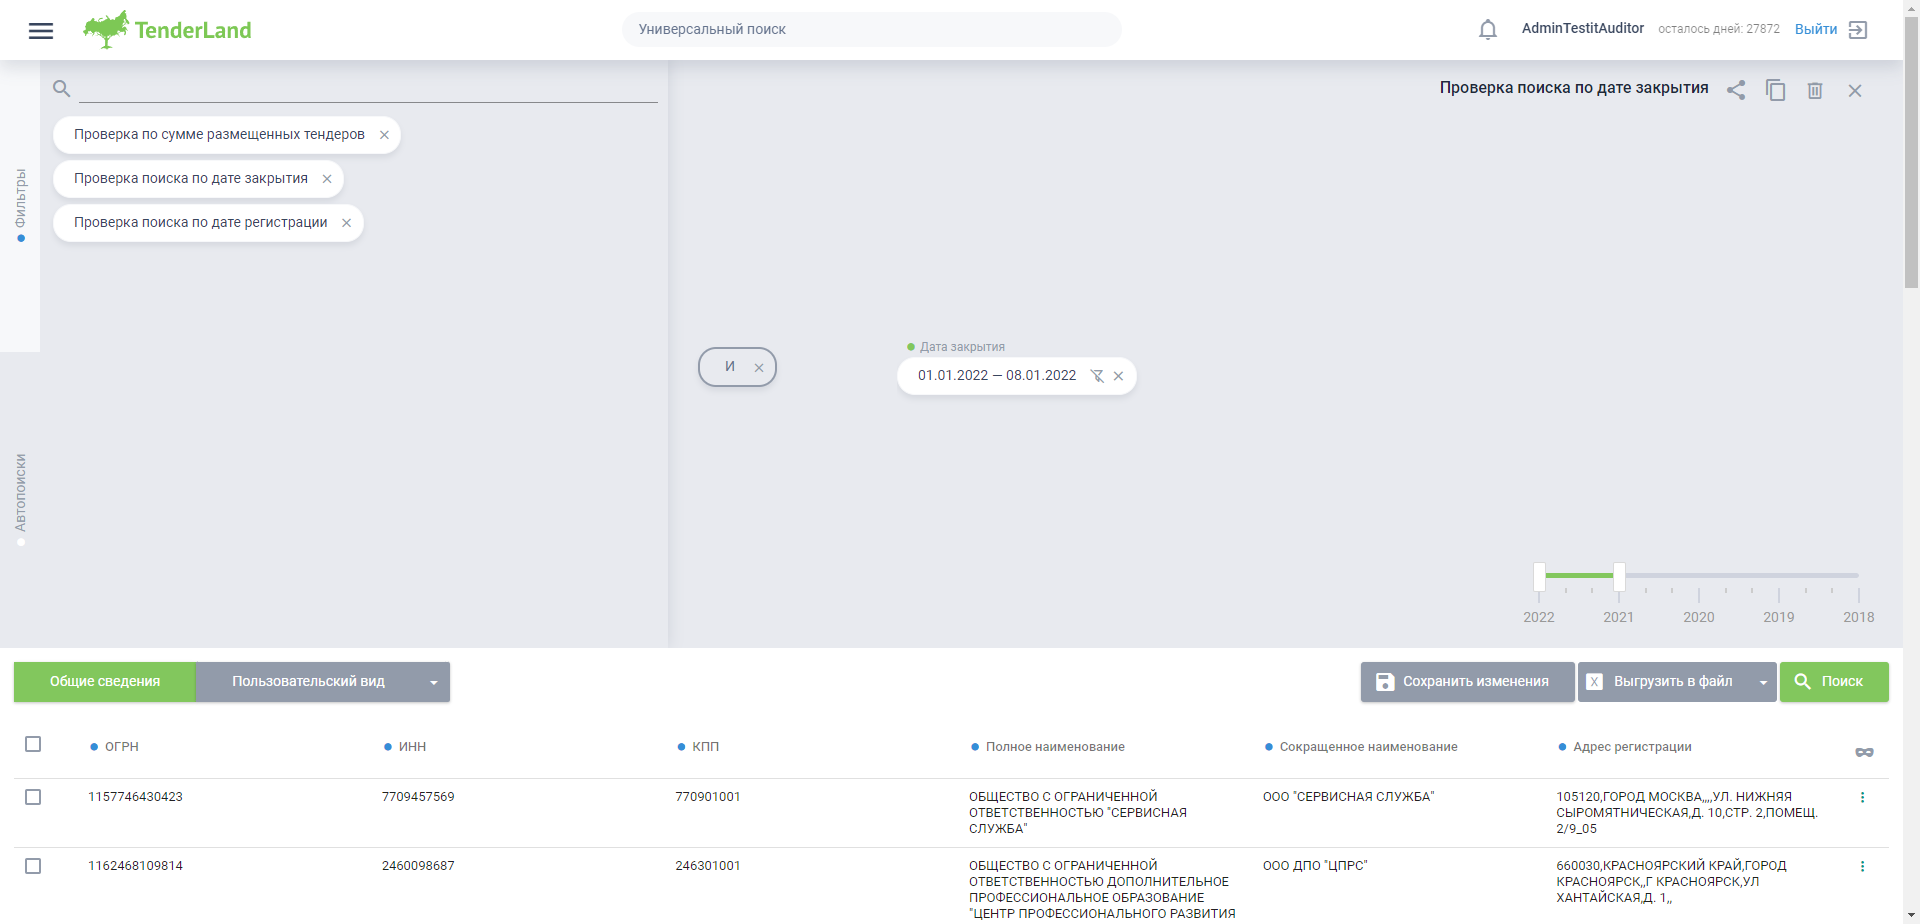 TenderLand
Универсальный поиск
AdminTestitAuditor
осталось дней: 27872
Выйти
Проверка поиска по дате закрытия
Проверка по сумме размещенных тендеров
Проверка поиска по дате закрытия
Проверка поиска по дате регистрации
Фильтры
Автопоиски
И
Дата закрытия
01.01.2022 — 08.01.2022
2022 2021 2020 2019 2018
Общие сведения
Пользовательский вид
Сохранить изменения
X Выгрузить в файл
Поиск
ОГРН ИНН КПП Полное наименование Сокращенное наименование Адрес регистрации
1157746430423
7709457569
770901001
ОБЩЕСТВО С ОГРАНИЧЕННОЙ
ОТВЕТСТВЕННОСТЬЮ "СЕРВИСНАЯ
СЛУЖБА"
ООО "СЕРВИСНАЯ СЛУЖБА"
105120,ГОРОД МОСКВА,,,,УЛ. НИЖНЯЯ
СЫРОМЯТНИЧЕСКАЯ,Д. 10,СТР. 2,ПОМЕЩ.
2/9_05
1162468109814
2460098687
246301001
ОБЩЕСТВО С ОГРАНИЧЕННОЙ
ОТВЕТСТВЕННОСТЬЮ ДОПОЛНИТЕЛЬНОЕ
ПРОФЕССИОНАЛЬНОЕ ОБРАЗОВАНИЕ
"ЦЕНТР ПРОФЕССИОНАЛЬНОГО РАЗВИТИЯ
ООО ДПО "ЦПРС"
660030,КРАСНОЯРСКИЙ КРАЙ,ГОРОД
КРАСНОЯРСК,,Г КРАСНОЯРСК,УЛ
ХАНТАЙСКАЯ,Д. 1,,